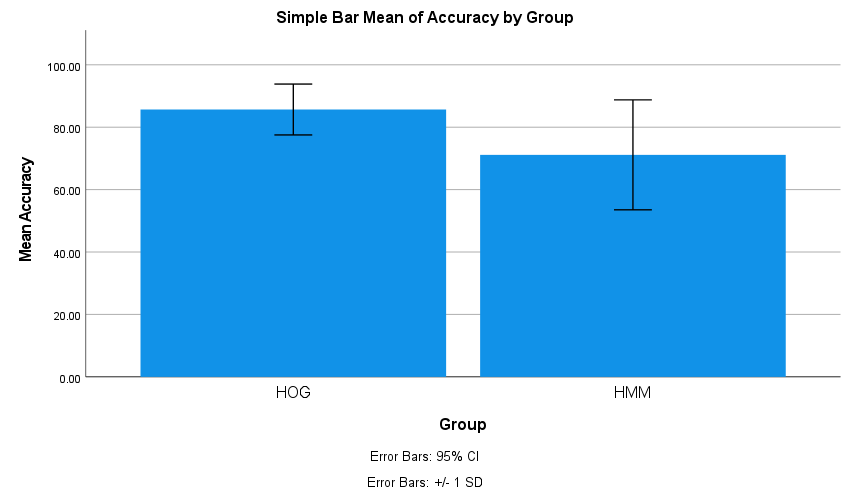 Simple Bar Mean of Accuracy by Group
Mean Accuracy
100.00
80.00
60.00
40.00
20.00
0.00
HOG
HMM
Group
Error Bars: 95% CI
Error Bars: +/- 1 SD